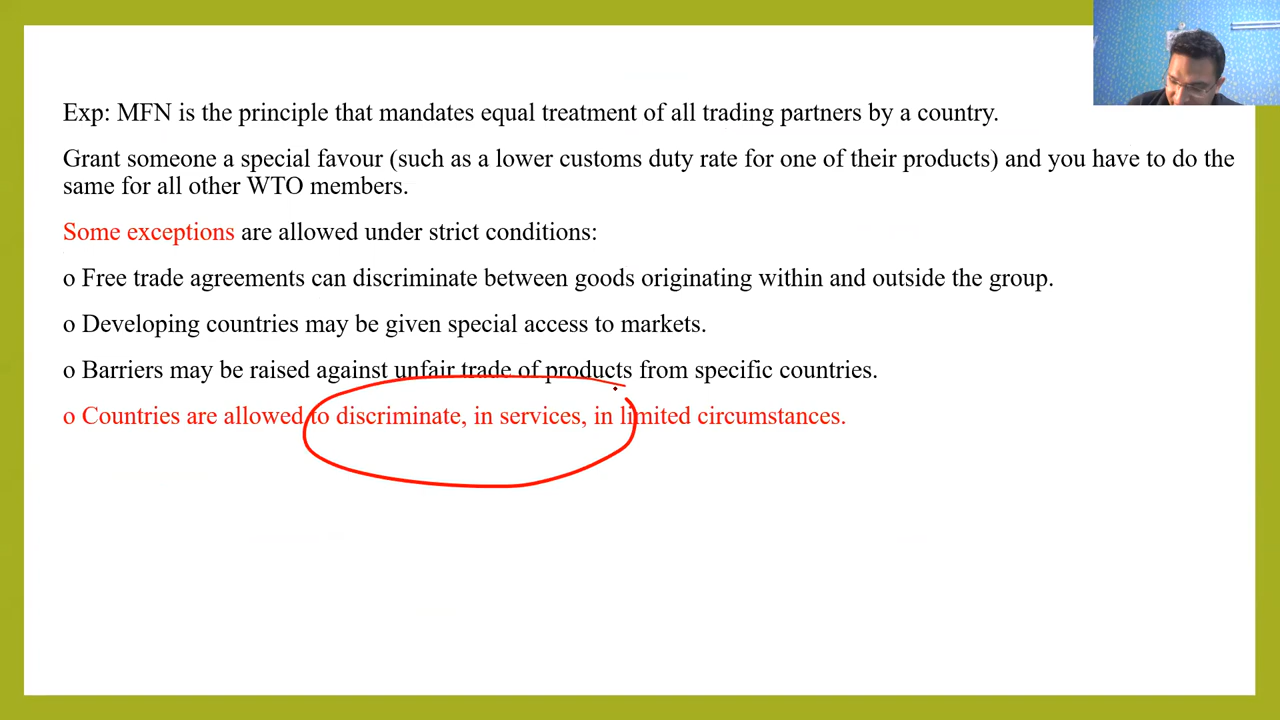 Exp: MFN is the principle that mandates equal treatment of all trading partners by a country.
Grant someone a special favour (such as a lower customs duty rate for one of their products) and you have to do the
same for all other WTO members.
Some exceptions are allowed under strict conditions:
o Free trade agreements can discriminate between goods originating within and outside the group.
o Developing countries may be given special access to markets.
o Barriers may be raised against unfair trade of products from specific countries.
o Countries are allowed to discriminate, in services, in limited circumstances.